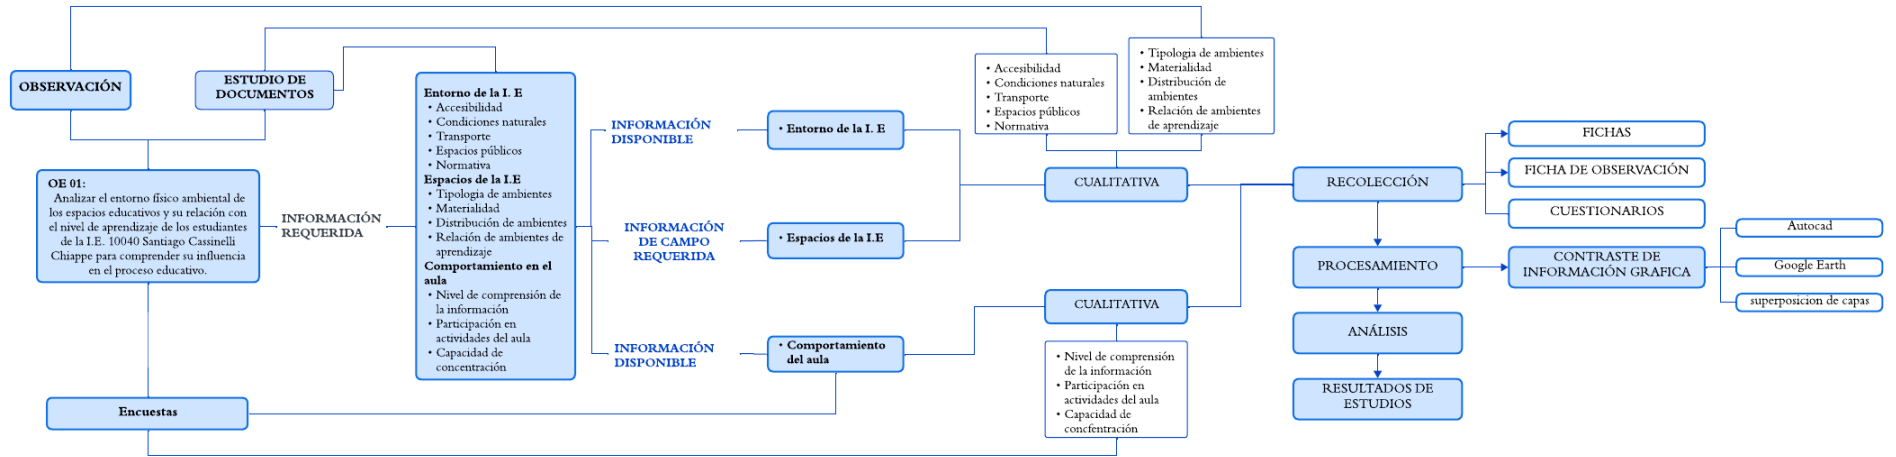 OBSERVACIÓN
ESTUDIO DE
DOCUMENTOS
OE 01:
Analizar el entorno físico ambiental de
los espacios educativos y su relación con
el nivel de aprendizaje de los estudiantes
de la I.E. 10040 Santiago Cassinelli
Chiappe para comprender su influencia
en el proceso educativo.
Encuestas
INFORMACIÓN
REQUERIDA
Entorno de la I. E
• Accesibilidad
• Condiciones naturales
• Transporte
• Espacios públicos
• Normativa
Espacios de la I.E
• Tipologia de ambientes
• Materialidad
• Distribución de ambientes
• Relación de ambientes de
aprendizaje
Comportamiento en el
aula
• Nivel de comprensión de
la información
• Participación en
actividades del aula
• Capacidad de
concentración
INFORMACIÓN
DISPONIBLE
• Entorno de la I. E
INFORMACIÓN
DE CAMPO
REQUERIDA
• Espacios de la I.E
INFORMACIÓN
DISPONIBLE
• Comportamiento
del aula
• Accesibilidad
• Condiciones naturales
• Transporte
• Espacios públicos
• Normativa
• Tipologia de ambientes
• Materialidad
• Distribución de
ambientes
• Relación de ambientes
de aprendizaje
CUALITATIVA
CUALITATIVA
• Nivel de comprensión
de la información
• Participación en
actividades del aula
• Capacidad de
concfentración
RECOLECCIÓN
PROCESAMIENTO
ANÁLISIS
RESULTADOS DE
ESTUDIOS
FICHAS
FICHA DE OBSERVACIÓN
CUESTIONARIOS
CONTRASTE DE
INFORMACIÓN GRAFICA
Autocad
Google Earth
superposicion de capas